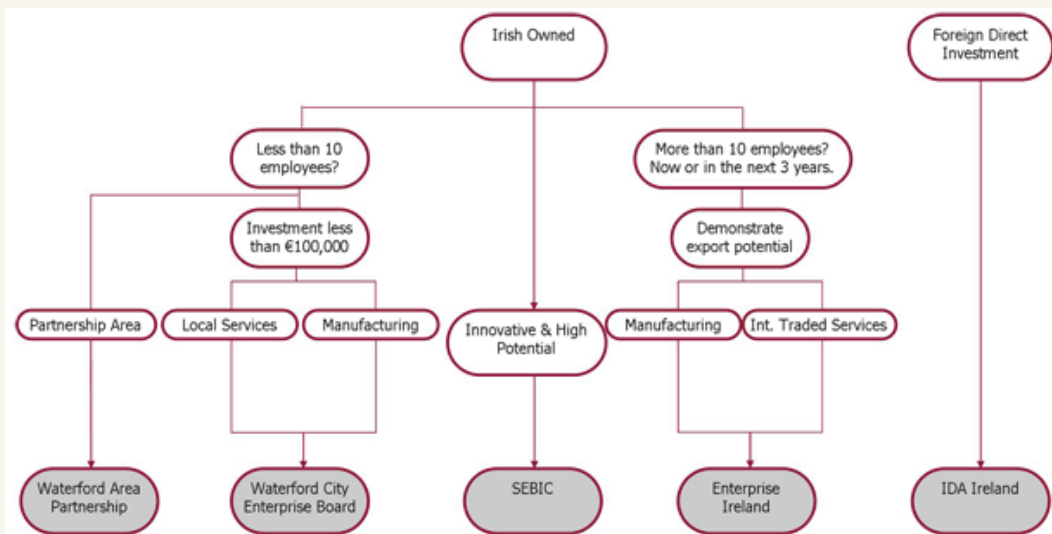 Irish Owned
Foreign Direct
Investment
Less than 10
employees?
More than 10 employees?
Now or in the next 3 years.
Investment less
than €100,000
Demonstrate
export potential
Partnership Area
Local Services
Manufacturing
Innovative & High
Potential
Manufacturing
Int. Traded Services
Waterford Area
Partnership
Waterford City
Enterprise Board
SEBIC
Enterprise
Ireland
IDA Ireland